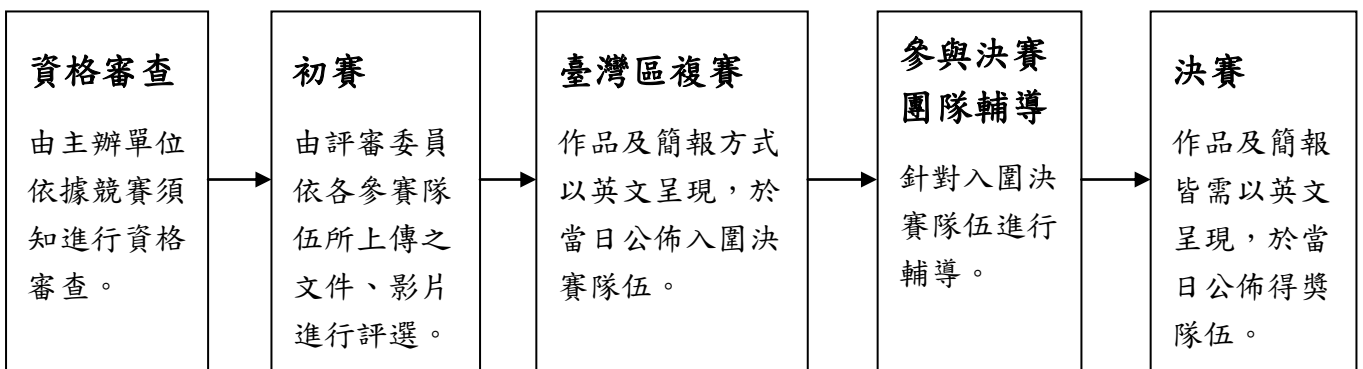 資格審查
由主辦單位
依據競賽須
知進行資格
審查。
初賽
由評審委員
依各參賽隊
伍所上傳之
文件、影片
進行評選。
臺灣區複賽
作品及簡報方式
以英文呈現，於
當日公佈入圍決
賽隊伍。
參與決賽
團隊輔導
針對入圍決
賽隊伍進行
輔導。
決賽
作品及簡報
皆需以英文
呈現，於當
日公佈得獎
隊伍。